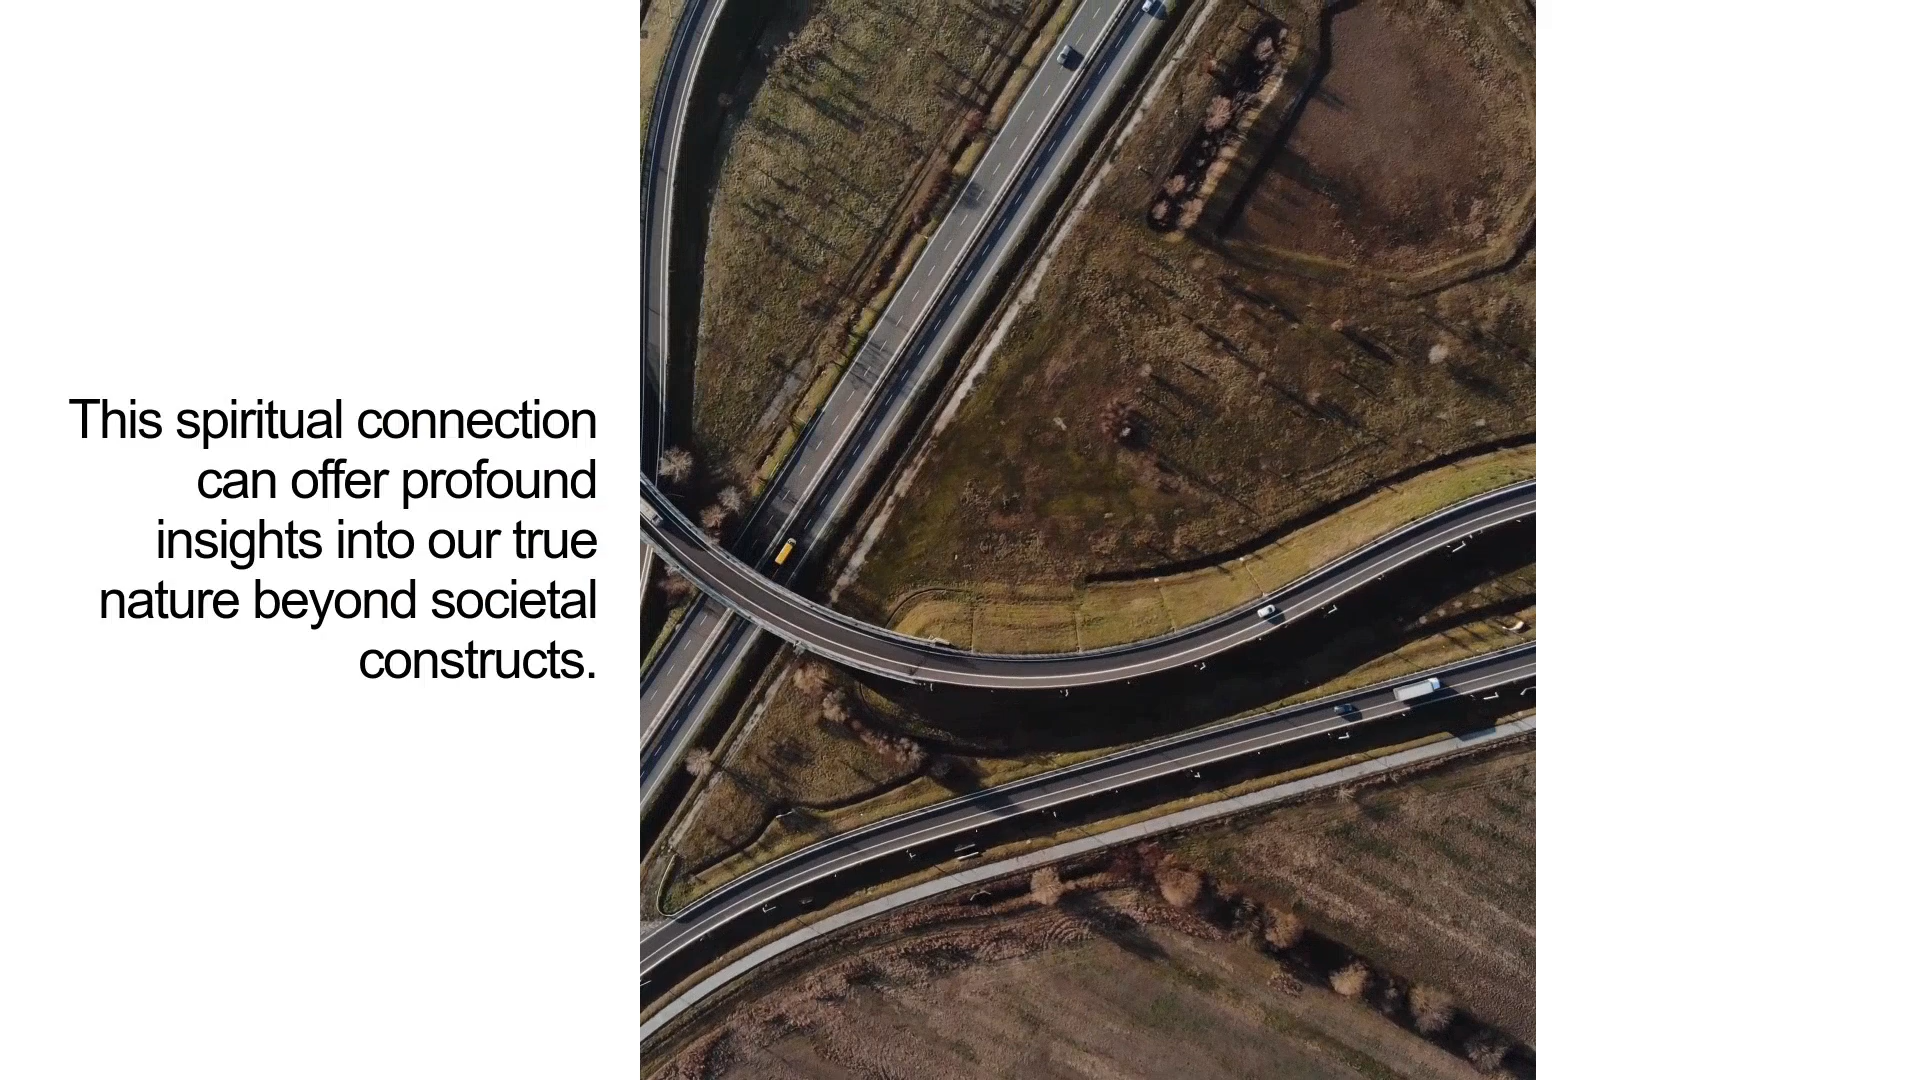 This spiritual connection
can offer profound
insights into our true
nature beyond societal
constructs.